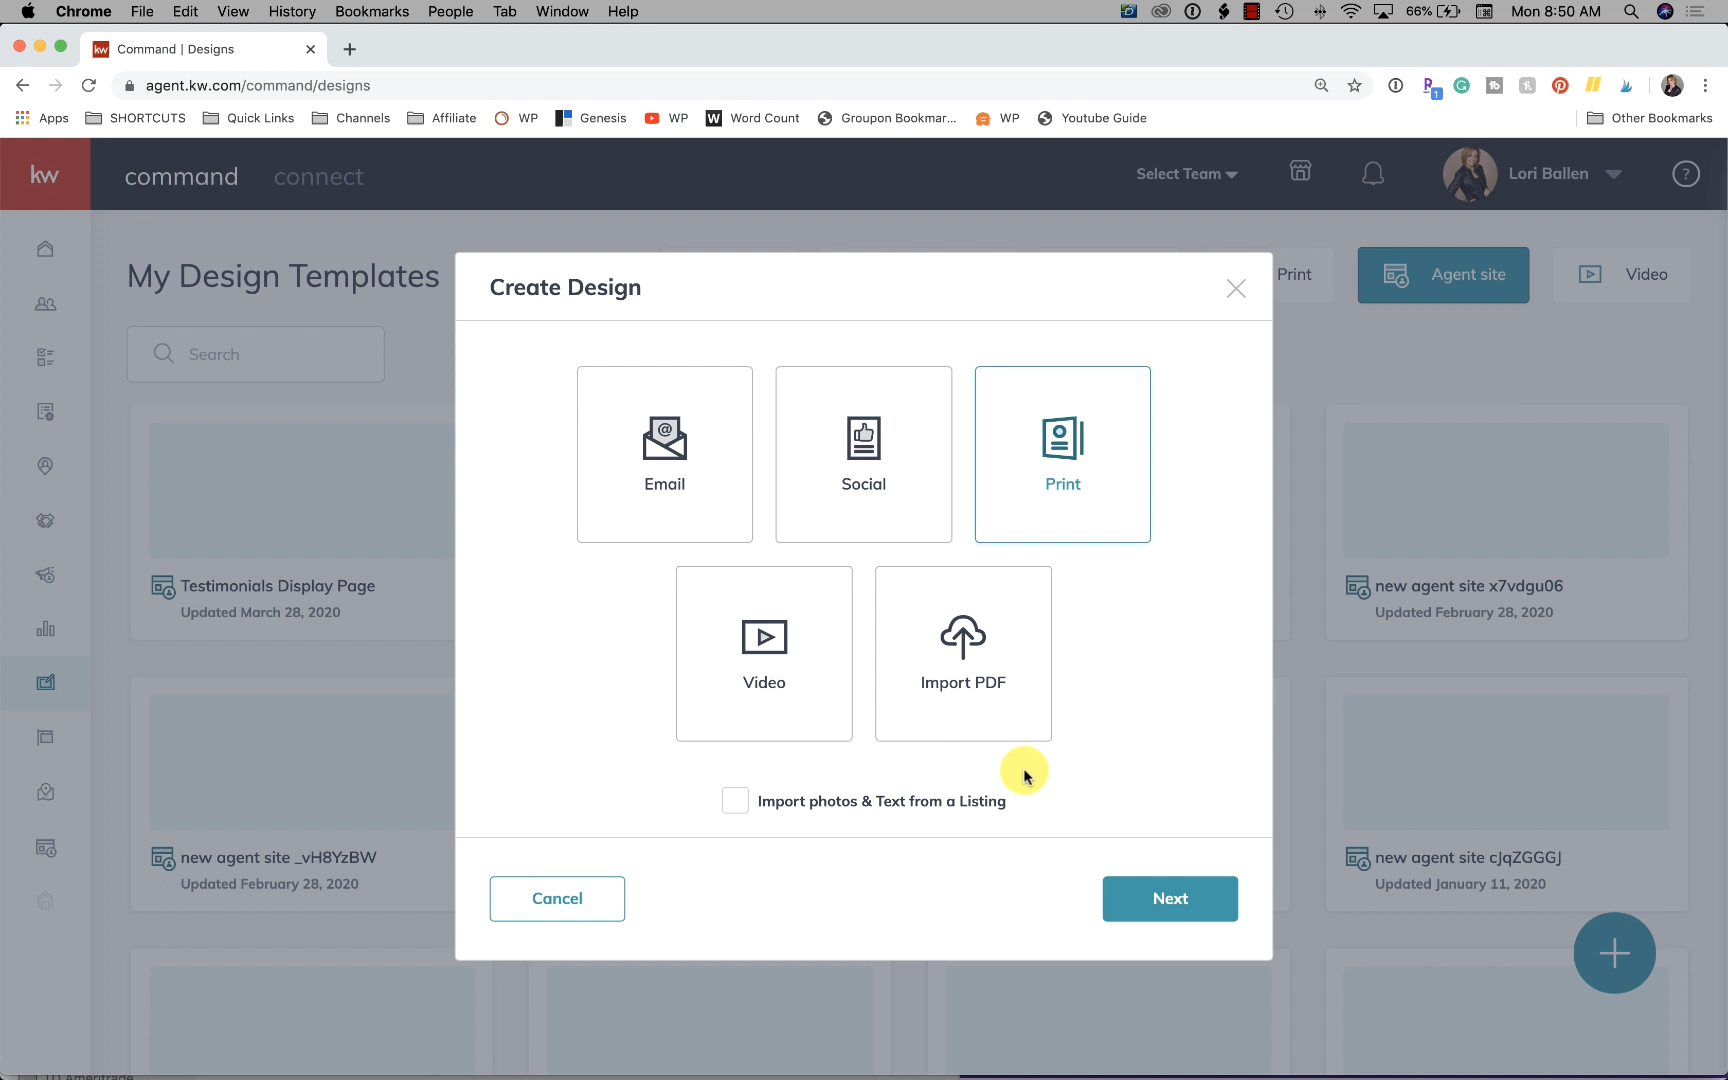 Chrome File Edit View History Bookmarks People Tab Window Help 66% Mon 8:50 AM
kw Command | Designs
agent.kw.com/command/designs
1
Apps SHORTCUTS Quick Links Channels Affiliate WP Genesis WP W Word Count Groupon Bookmar... WP Youtube Guide Other Bookmarks
kw command connect Select Team Lori Ballen ?
My Design Templates
Print Agent site Video
Search
Create Design
Email Social Print
Video Import PDF
Import photos & Text from a Listing
Cancel Next
Testimonials Display Page
Updated March 28, 2020
new agent site x7vdgu06
Updated February 28, 2020
new agent site _vH8YzBW
Updated February 28, 2020
new agent site cJqZGGGJ
Updated January 11, 2020